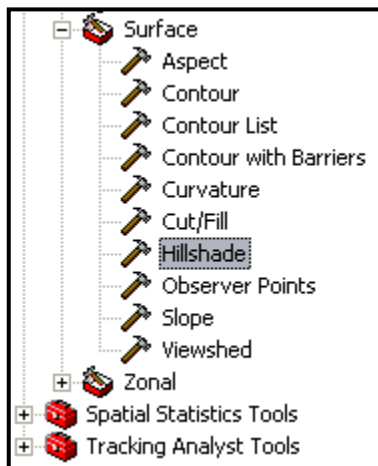 Surface
Aspect
Contour
Contour List
Contour with Barriers
Curvature
Cut/Fill
Hillshade
Observer Points
Slope
Viewshed
Zonal
Spatial Statistics Tools
Tracking Analyst Tools